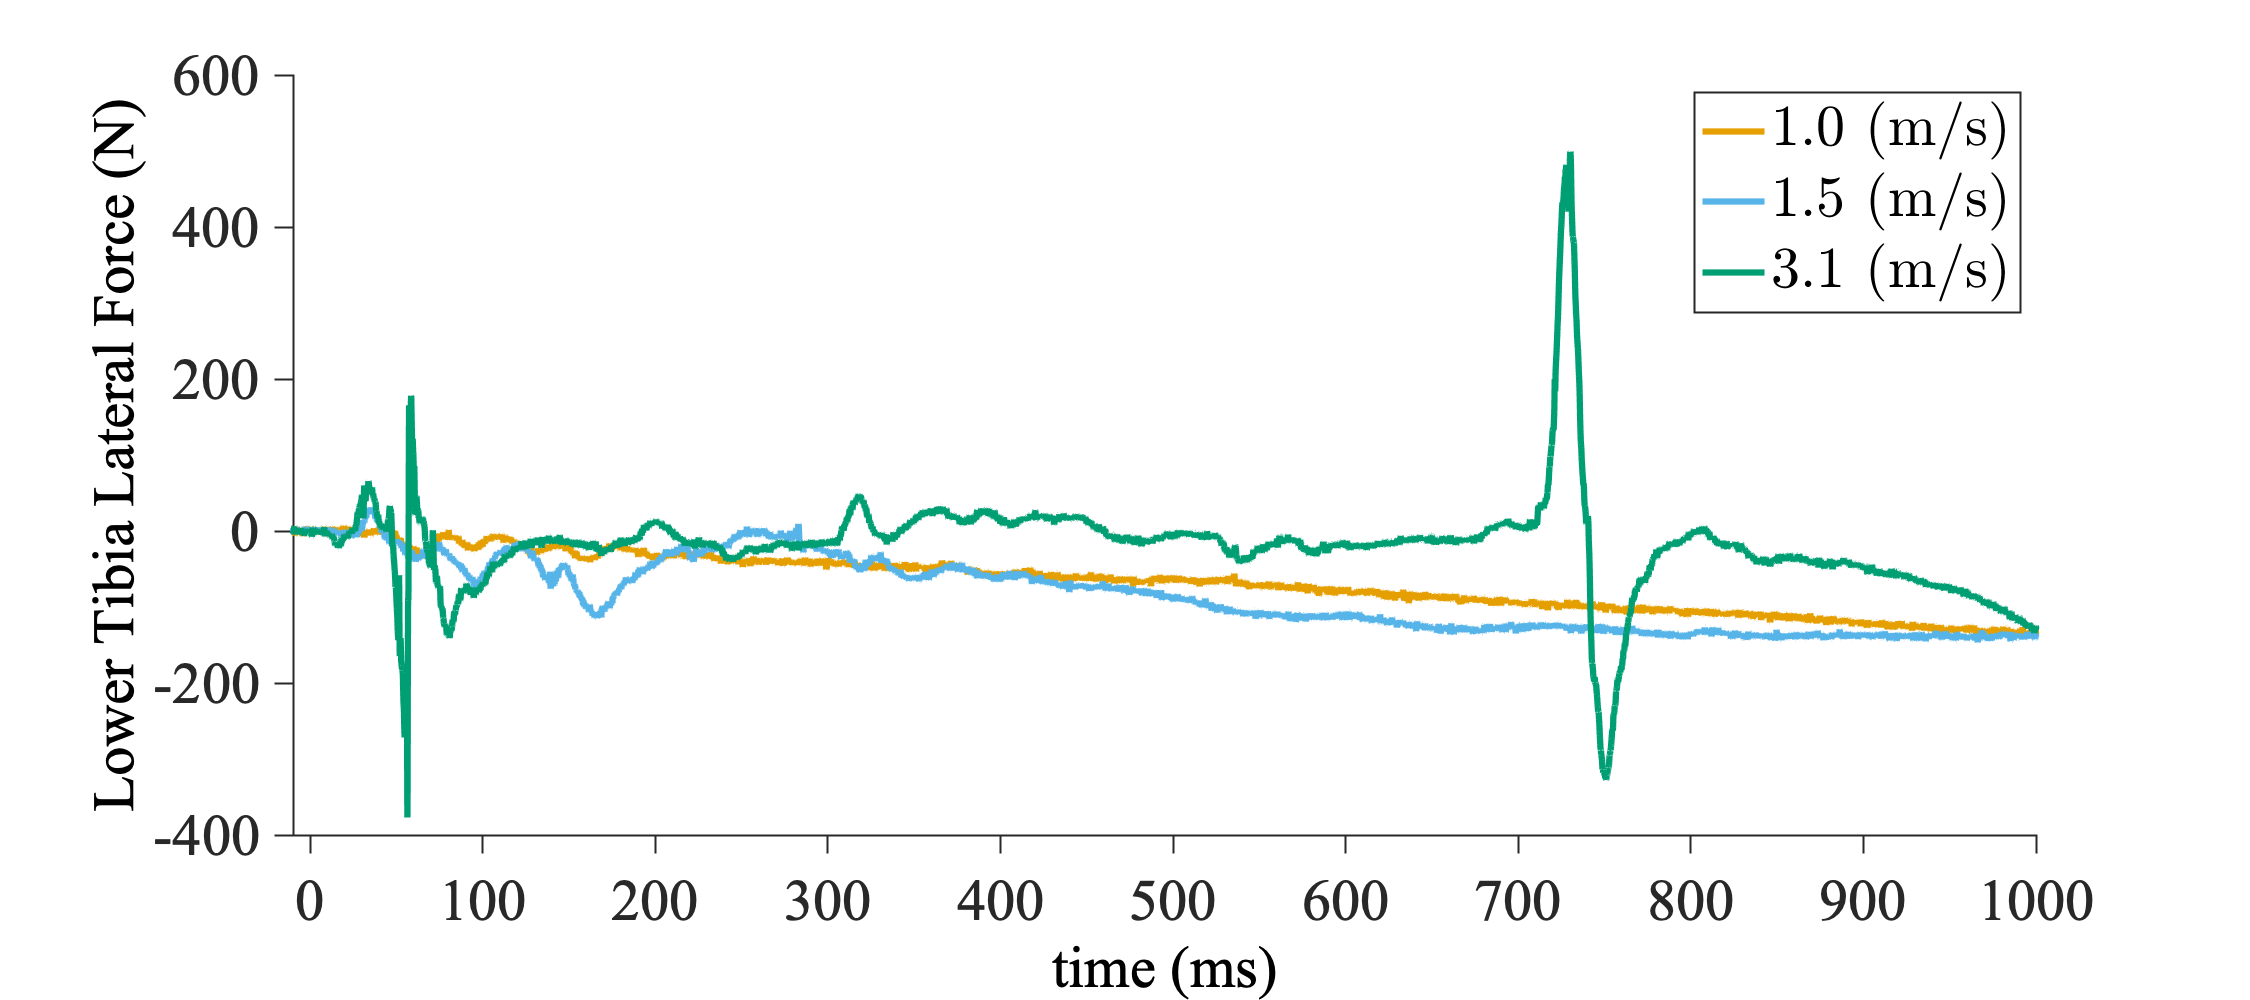 600
400
200
0
-200
-400
Lower Tibia Lateral Force (N)
1.0 (m/s)
1.5 (m/s)
3.1 (m/s)
0 100 200 300 400 500 600 700 800 900 1000
time (ms)